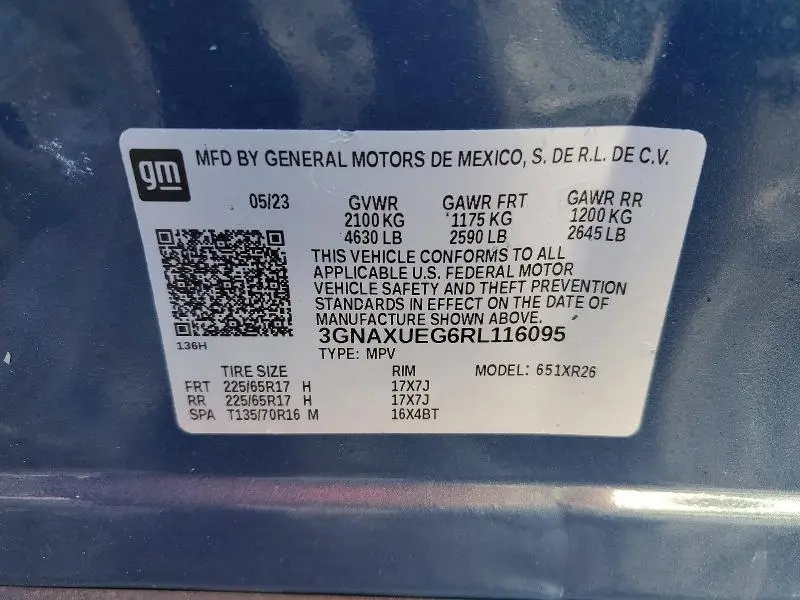 gm
MFD BY GENERAL MOTORS DE MEXICO, S. DE R.L. DE C.V.
05/23 GVWR GAWR FRT GAWR RR
2100 KG 1175 KG 1200 KG
4630 LB 2590 LB 2645 LB
THIS VEHICLE CONFORMS TO ALL
APPLICABLE U.S. FEDERAL MOTOR
VEHICLE SAFETY AND THEFT PREVENTION
STANDARDS IN EFFECT ON THE DATE OF
MANUFACTURE SHOWN ABOVE.
136H
3GNAXUEG6RL116095
TYPE: MPV
TIRE SIZE RIM MODEL: 651XR26
FRT 225/65R17 H 17X7J
RR 225/65R17 H 17X7J
SPA T135/70R16 M 16X4BT